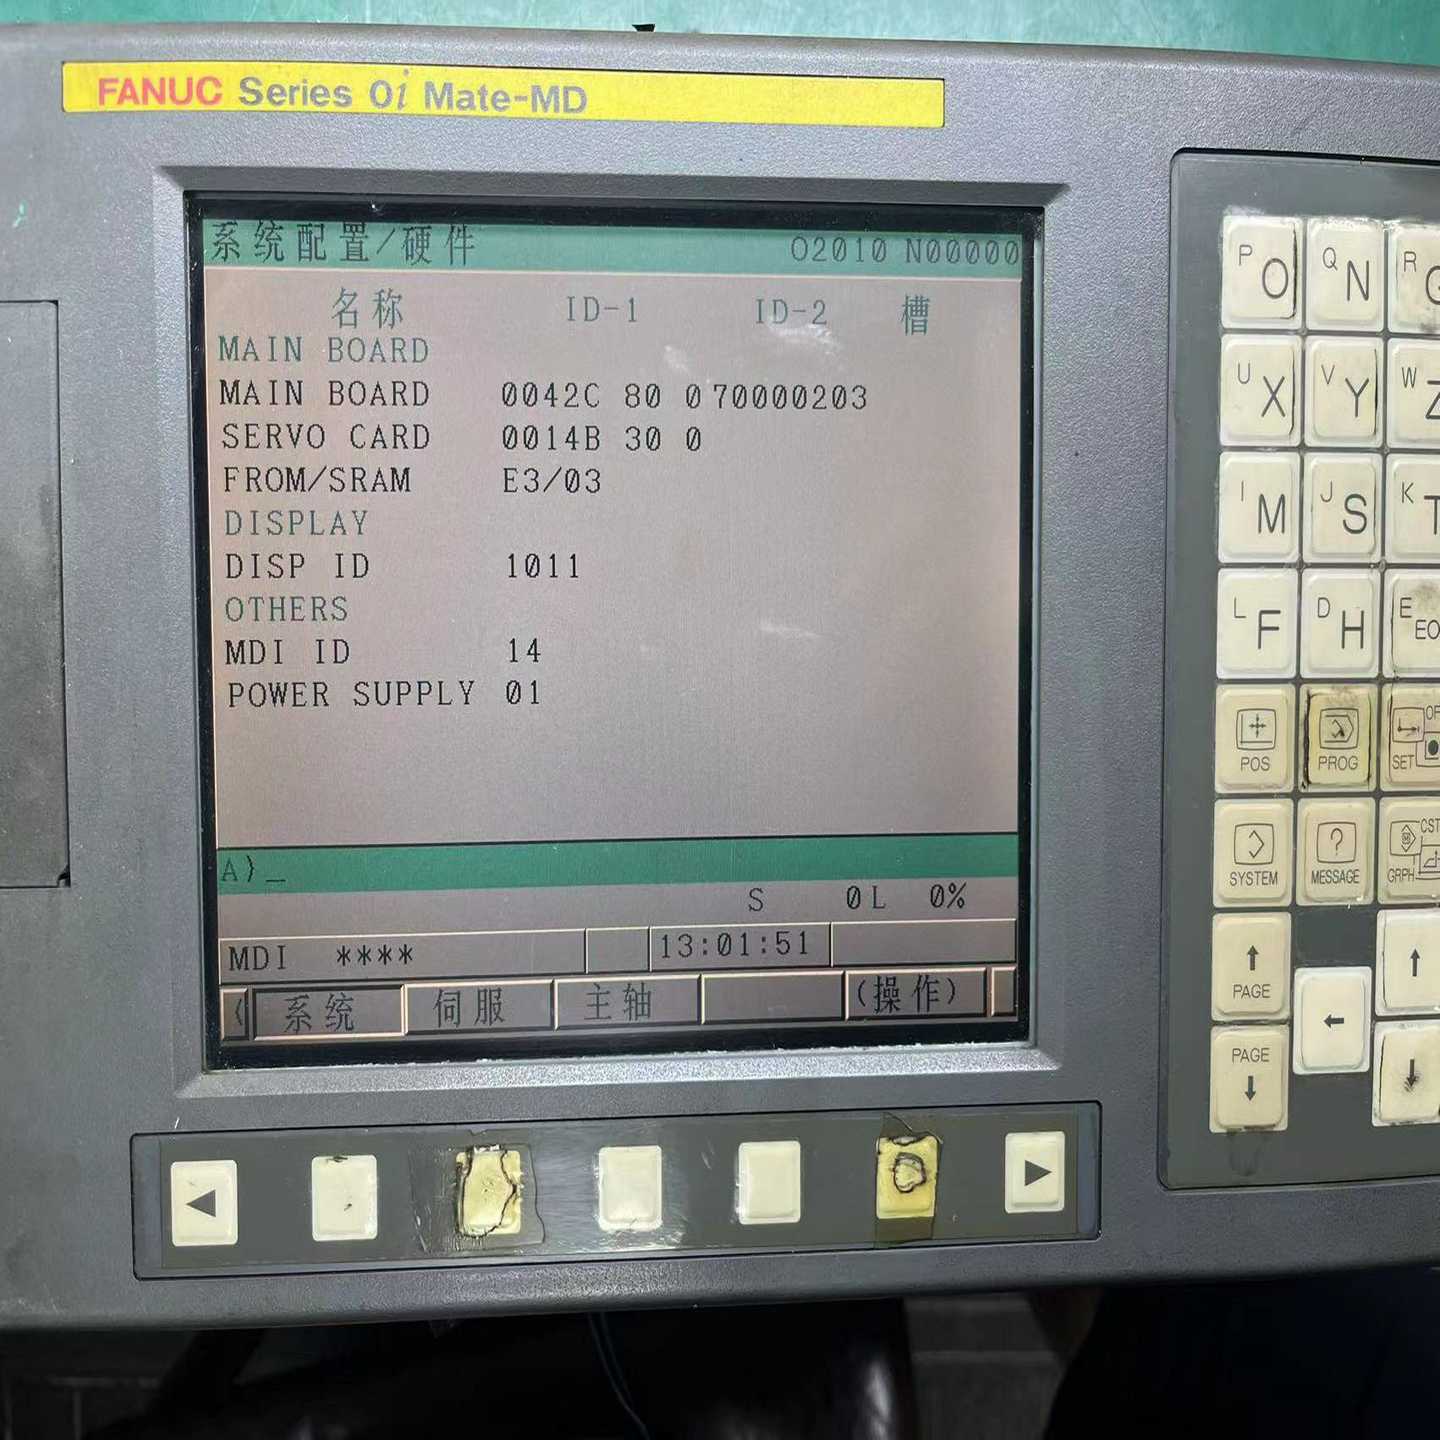 FANUC Series 0i Mate-MD
系统配置/硬件 O2010 N00000
名称 ID-1 ID-2 槽
MAIN BOARD
MAIN BOARD 0042C 80 0 70000203
SERVO CARD 0014B 30 0
FROM/SRAM E3/03
DISPLAY
DISP ID 1011
OTHERS
MDI ID 14
POWER SUPPLY 01
A)_
S 0L 0%
MDI **** 13:01:51
( 系统 伺服 主轴 (操作)
P O Q N R G
U X V Y W Z
I M J S K T
L F D H E EO
POS PROG OF SET
SYSTEM ? MESSAGE CST GRPH
↑ PAGE ← ↑
PAGE ↓ ↓
◀ ▶